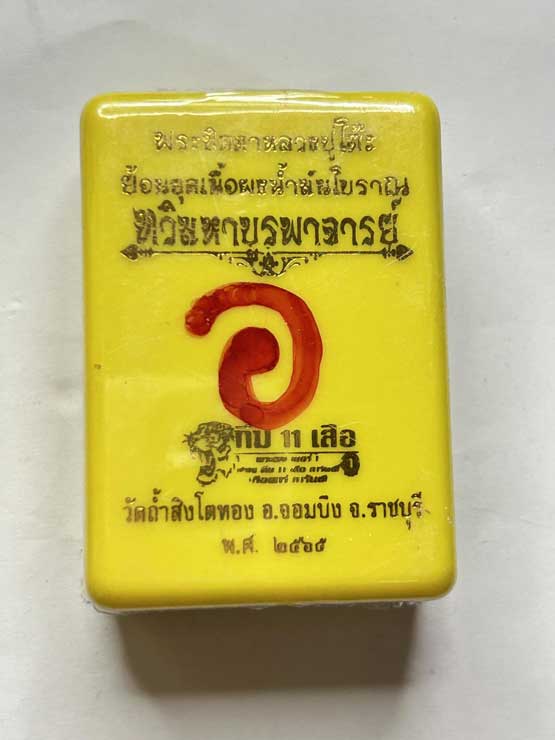 พระปิดตาหลวงปู่โต๊ะ
ย้อนยุคเนื้อผงน้ำมันโบราณ
ทวิมหาบูรพาจารย์
อ
ทีม 11 เสือ
วัดถ้ำสิงโตทอง อ.จอมบึง จ.ราชบุรี
พ.ศ. ๒๕๖๕